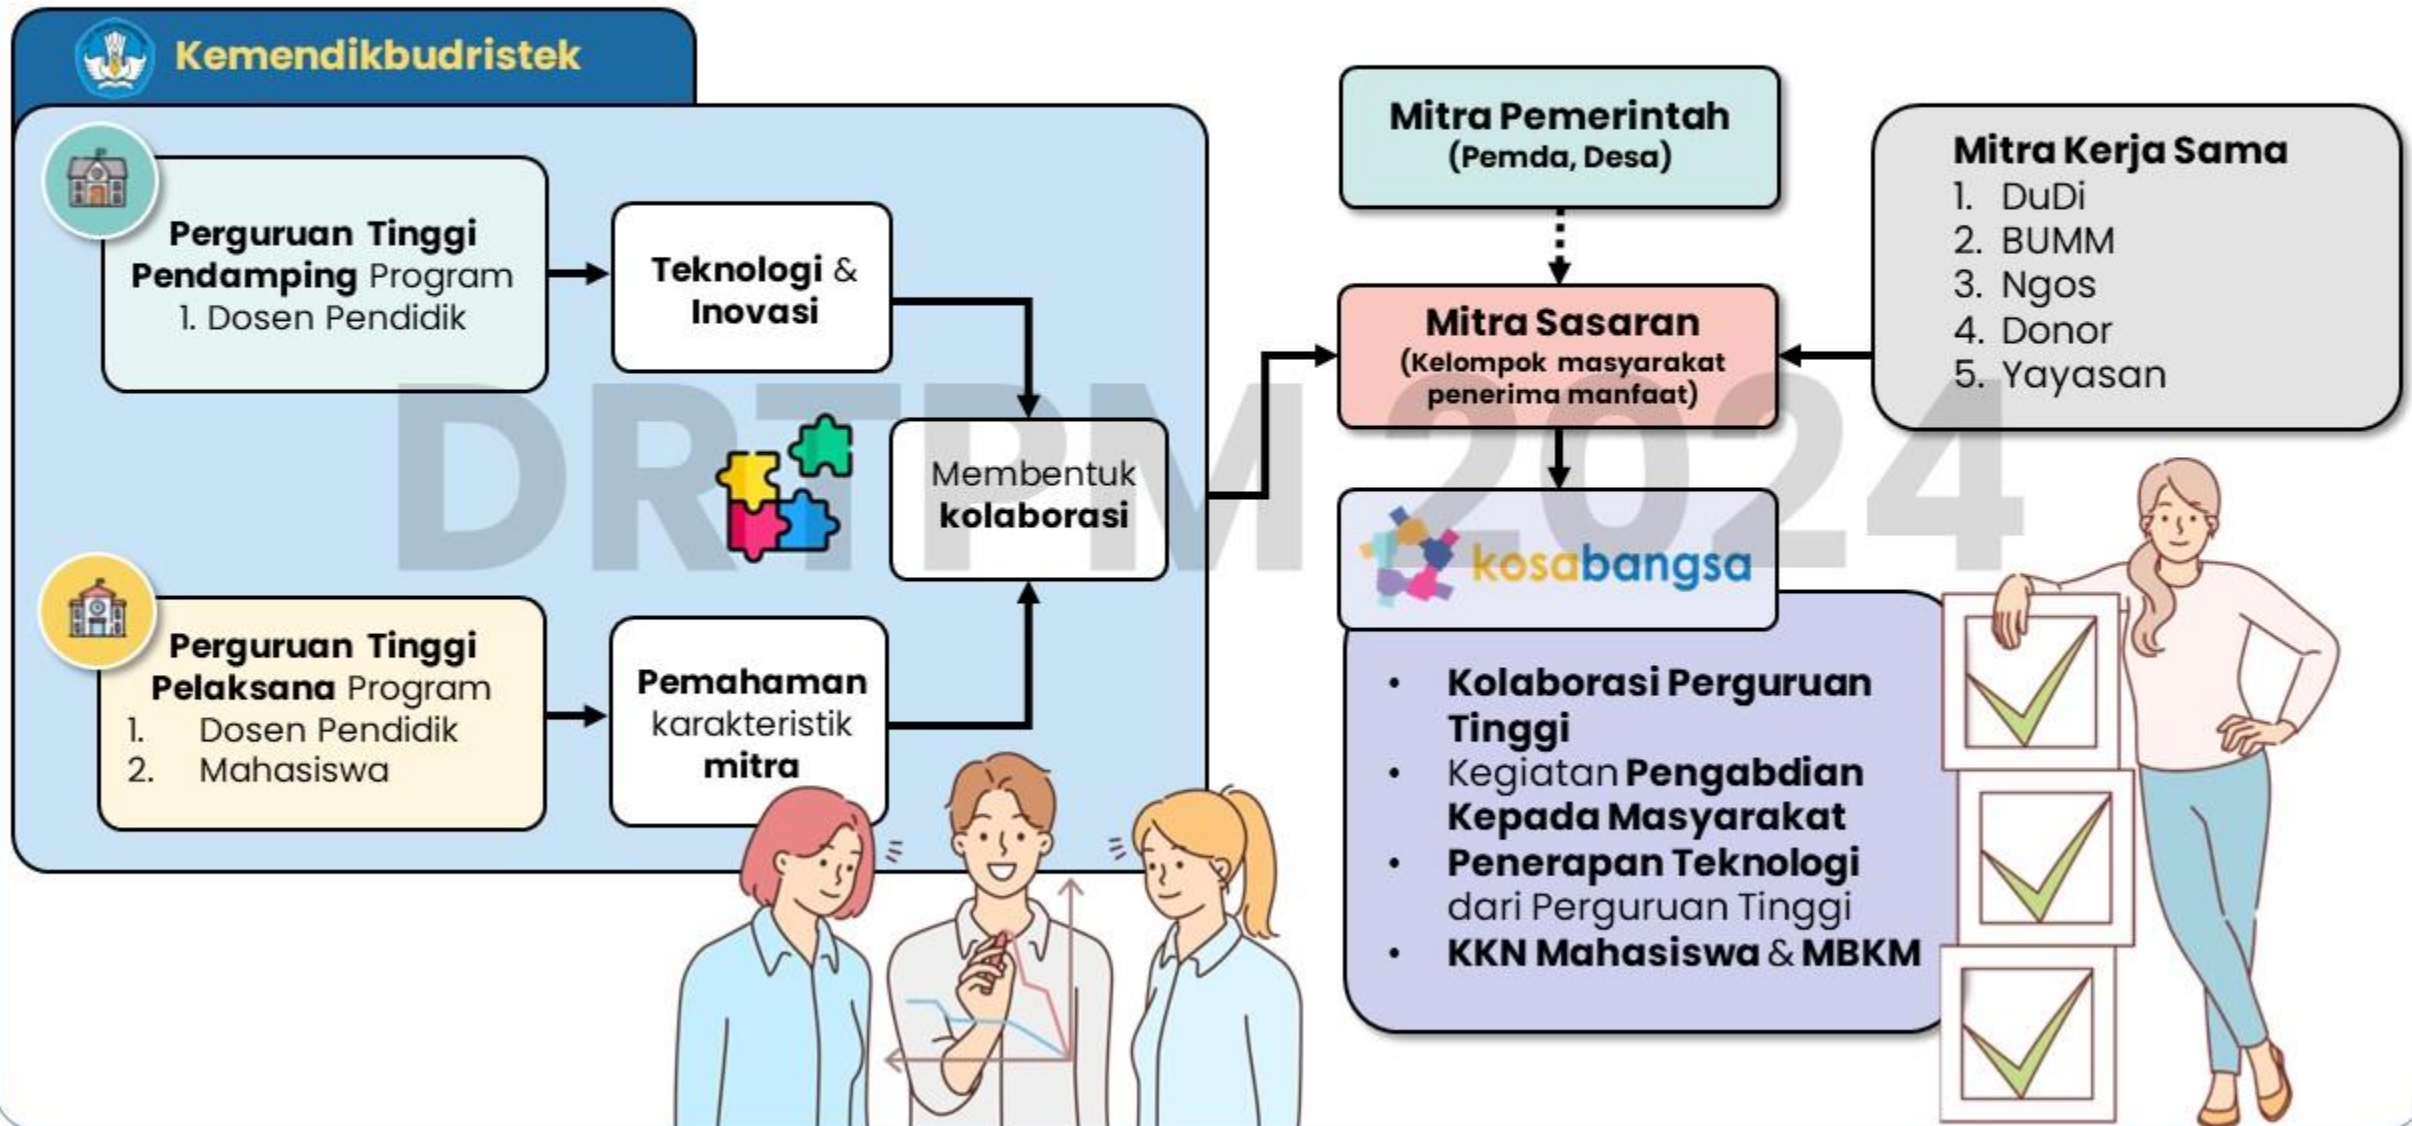 Kemendikbudristek
Perguruan Tinggi
Pendamping Program
1. Dosen Pendidik
Teknologi &
Inovasi
Membentuk
kolaborasi
Perguruan Tinggi
Pelaksana Program
1. Dosen Pendidik
2. Mahasiswa
Pemahaman
karakteristik
mitra
Mitra Pemerintah
(Pemda, Desa)
Mitra Sasaran
(Kelompok masyarakat
penerima manfaat)
Mitra Kerja Sama
1. DuDi
2. BUMM
3. Ngos
4. Donor
5. Yayasan
kosabangsa
• Kolaborasi Perguruan
Tinggi
• Kegiatan Pengabdian
Kepada Masyarakat
• Penerapan Teknologi
dari Perguruan Tinggi
• KKN Mahasiswa & MBKM
DRTPM 2024